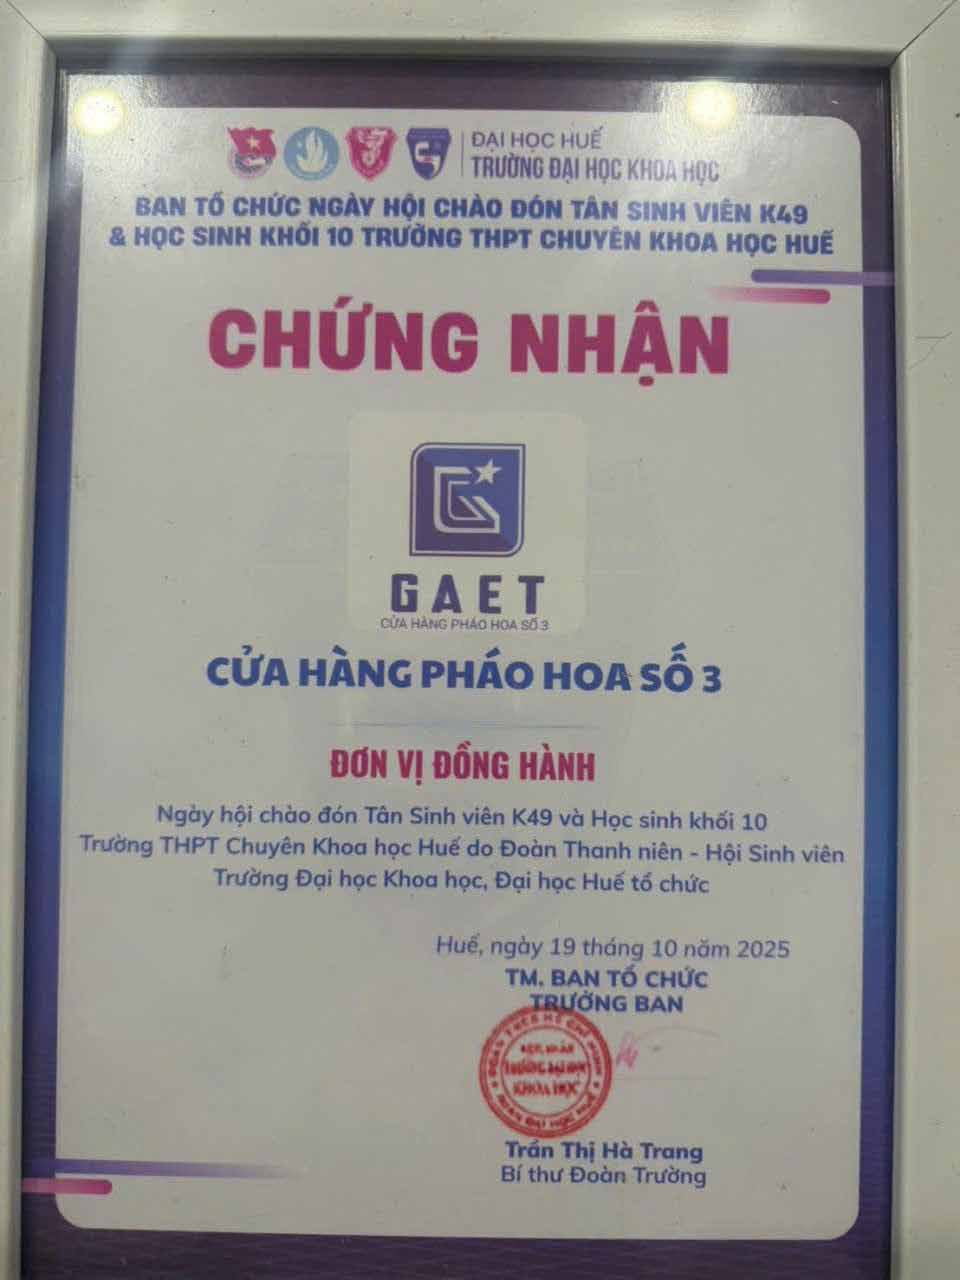 ĐẠI HỌC HUẾ
TRƯỜNG ĐẠI HỌC KHOA HỌC
BAN TỔ CHỨC NGÀY HỘI CHÀO ĐÓN TÂN SINH VIÊN K49
& HỌC SINH KHỐI 10 TRƯỜNG THPT CHUYÊN KHOA HỌC HUẾ
CHỨNG NHẬN
GAET
CỬA HÀNG PHÁO HOA SỐ 3
CỬA HÀNG PHÁO HOA SỐ 3
ĐƠN VỊ ĐỒNG HÀNH
Ngày hội chào đón Tân Sinh viên K49 và Học sinh khối 10
Trường THPT Chuyên Khoa học Huế do Đoàn Thanh niên - Hội Sinh viên
Trường Đại học Khoa học, Đại học Huế tổ chức
Huế, ngày 19 tháng 10 năm 2025
TM. BAN TỔ CHỨC
TRƯỞNG BAN
KHOA HỌC
Trần Thị Hà Trang
Bí thư Đoàn Trường